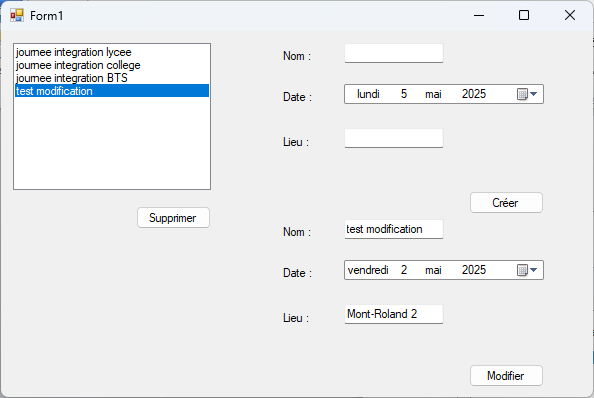 Form1
journee integration lycee
journee integration college
journee integration BTS
test modification
Supprimer
Nom :
Date : lundi 5 mai 2025
Lieu :
Créer
Nom : test modification
Date : vendredi 2 mai 2025
Lieu : Mont-Roland 2
Modifier